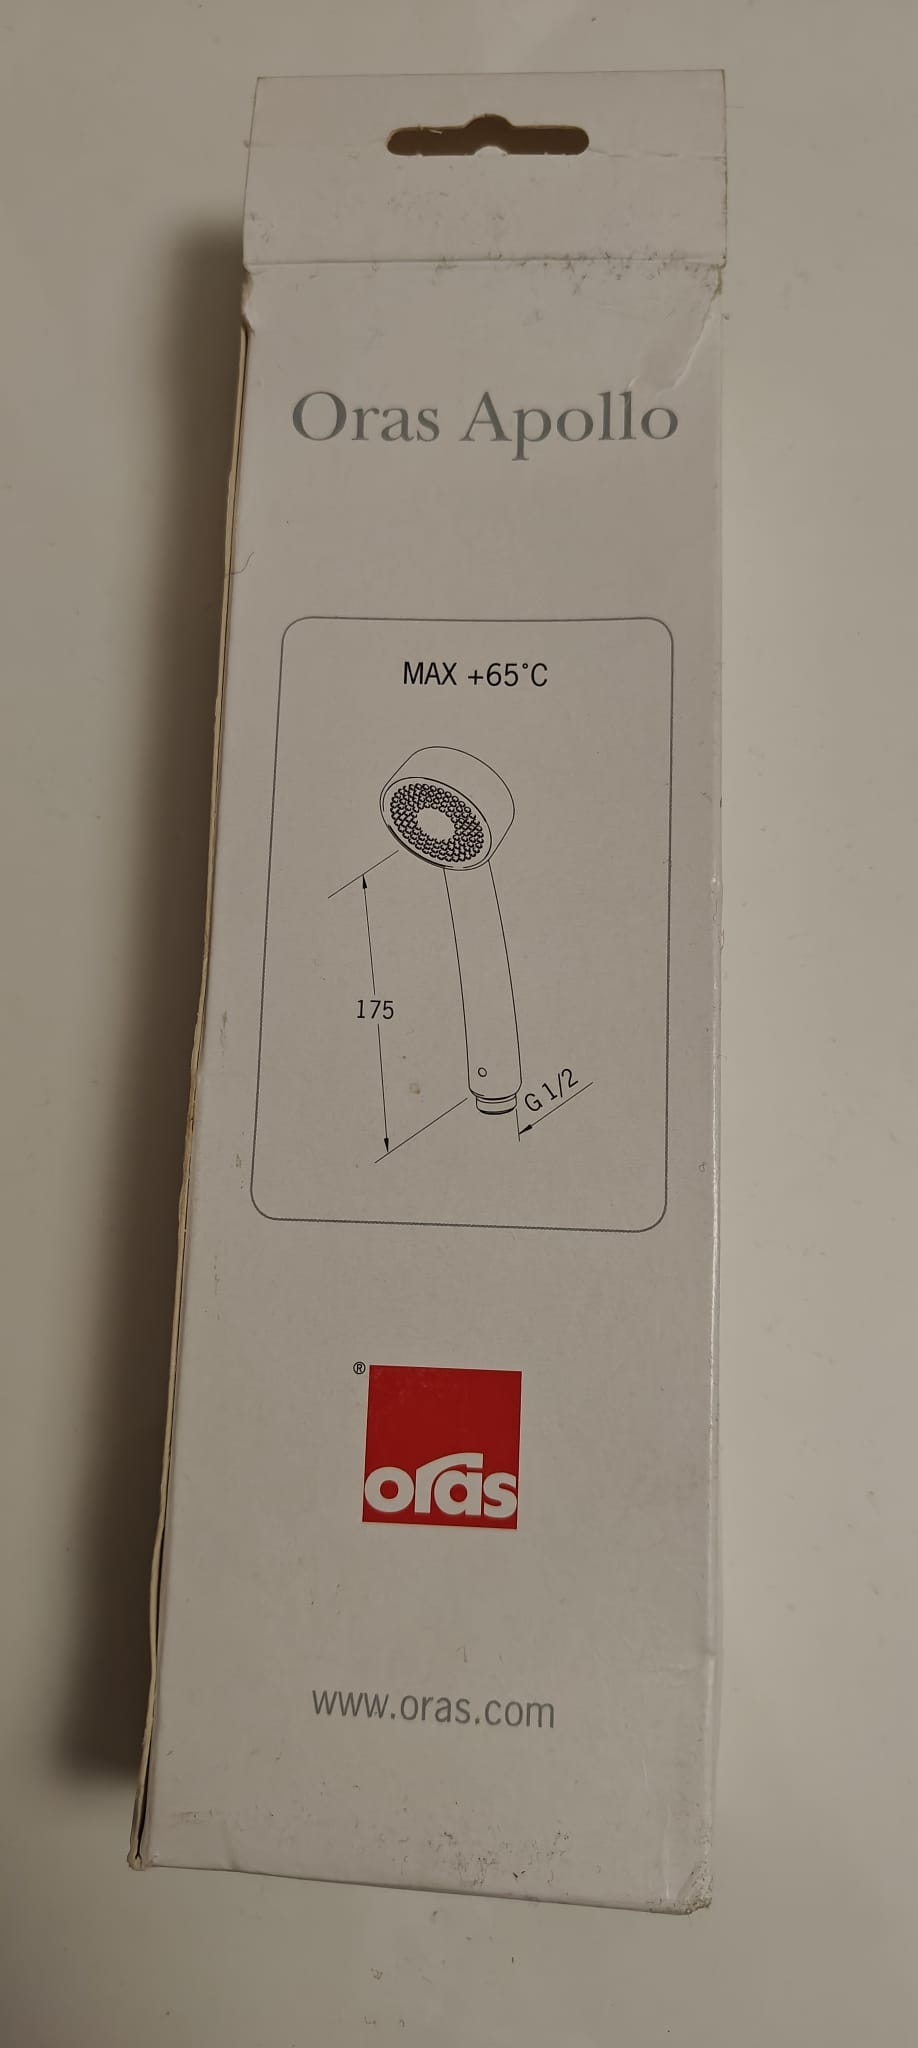 Oras Apollo
MAX +65°C
175
G 1/2
®
oras
www.oras.com